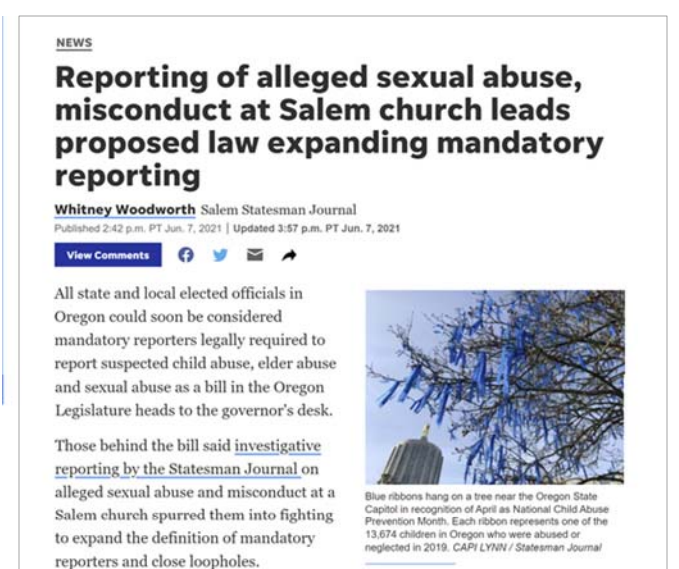 NEWS
Reporting of alleged sexual abuse,
misconduct at Salem church leads
proposed law expanding mandatory
reporting
Whitney Woodworth Salem Statesman Journal
Published 2:42 p.m. PT Jun. 7, 2021 | Updated 3:57 p.m. PT Jun. 7, 2021
View Comments
All state and local elected officials in
Oregon could soon be considered
mandatory reporters legally required to
report suspected child abuse, elder abuse
and sexual abuse as a bill in the Oregon
Legislature heads to the governor's desk.
Those behind the bill said investigative
reporting by the Statesman Journal on
alleged sexual abuse and misconduct at a
Salem church spurred them into fighting
to expand the definition of mandatory
reporters and close loopholes.
Blue ribbons hang on a tree near the Oregon State
Capitol in recognition of April as National Child Abuse
Prevention Month. Each ribbon represents one of the
13,674 children in Oregon who were abused or
neglected in 2019. CAPI LYNN / Statesman Journal